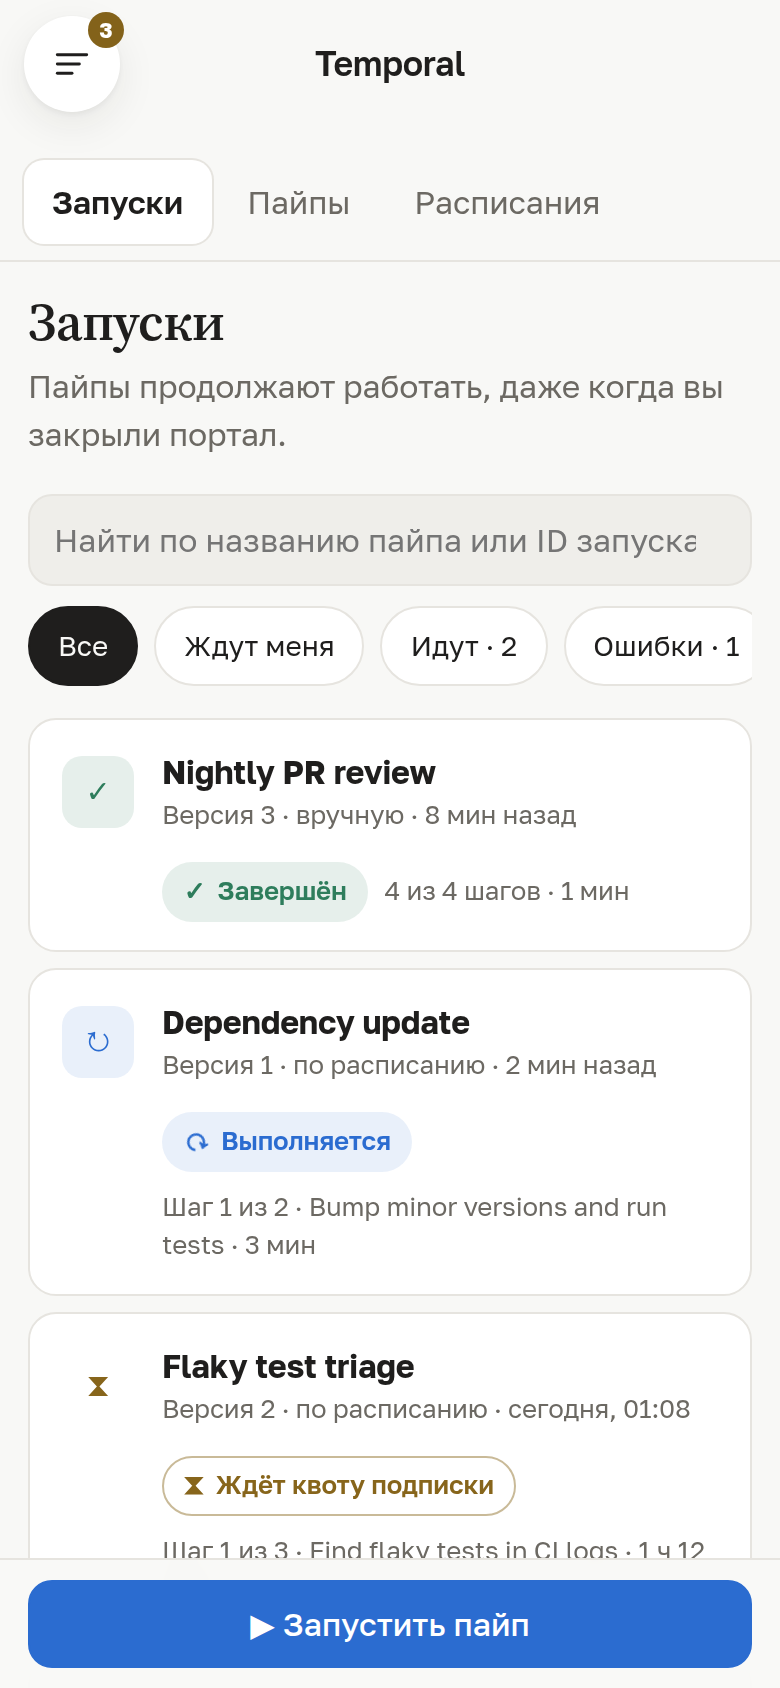 3
Temporal
Запуски Пайпы Расписания
Запуски
Пайпы продолжают работать, даже когда вы
закрыли портал.
Найти по названию пайпа или ID запуска
Все Ждут меня Идут · 2 Ошибки · 1
✓ Nightly PR review
Версия 3 · вручную · 8 мин назад
✓ Завершён 4 из 4 шагов · 1 мин
↻ Dependency update
Версия 1 · по расписанию · 2 мин назад
⟳ Выполняется
Шаг 1 из 2 · Bump minor versions and run
tests · 3 мин
⧗ Flaky test triage
Версия 2 · по расписанию · сегодня, 01:08
⧗ Ждёт квоту подписки
Шаг 1 из 3 · Find flaky tests in CI logs · 1 ч 12
▶ Запустить пайп